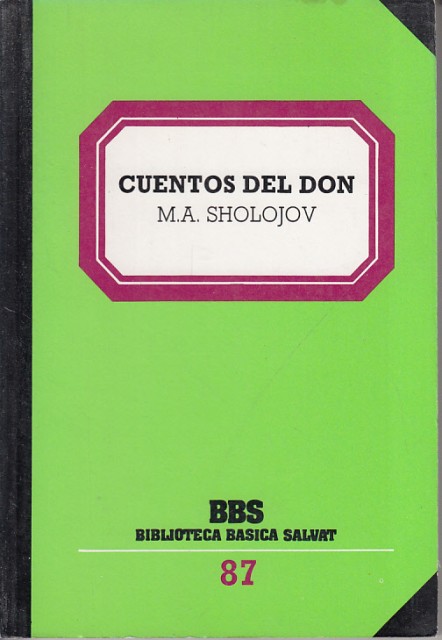 CUENTOS DEL DON
M.A. SHOLOJOV
BBS
BIBLIOTECA BASICA SALVAT
87